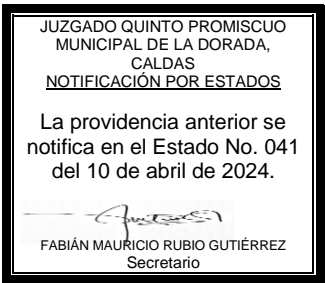 JUZGADO QUINTO PROMISCUO
MUNICIPAL DE LA DORADA,
CALDAS
NOTIFICACIÓN POR ESTADOS
La providencia anterior se
notifica en el Estado No. 041
del 10 de abril de 2024.
FABIÁN MAURICIO RUBIO GUTIÉRREZ
Secretario